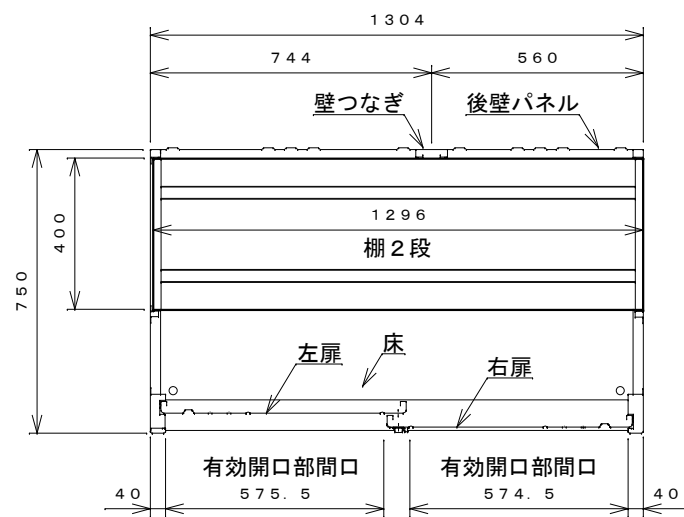 1304
744 560
壁つなぎ 後壁パネル
1296
400
棚2段
750
床
左扉
右扉
有効開口部間口 有効開口部間口
40 575.5 574.5 40